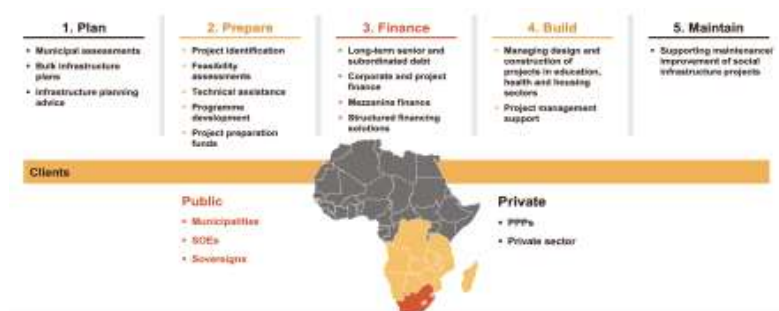 1. Plan
• Municipal assessments
• Bulk infrastructure
plans
• Infrastructure planning
advice
2. Prepare
• Project identification
• Feasibility
assessments
• Technical assistance
• Programme
development
• Project preparation
funds
3. Finance
• Long-term senior and
subordinated debt
• Corporate and project
finance
• Mezzanine finance
• Structured financing
solutions
4. Build
• Managing design and
construction of
projects in education,
health and housing
sectors
• Project management
support
5. Maintain
• Supporting maintenance/
improvement of social
infrastructure projects
Clients
Public
• Municipalities
• SOEs
• Sovereigns
Private
• PPPs
• Private sector